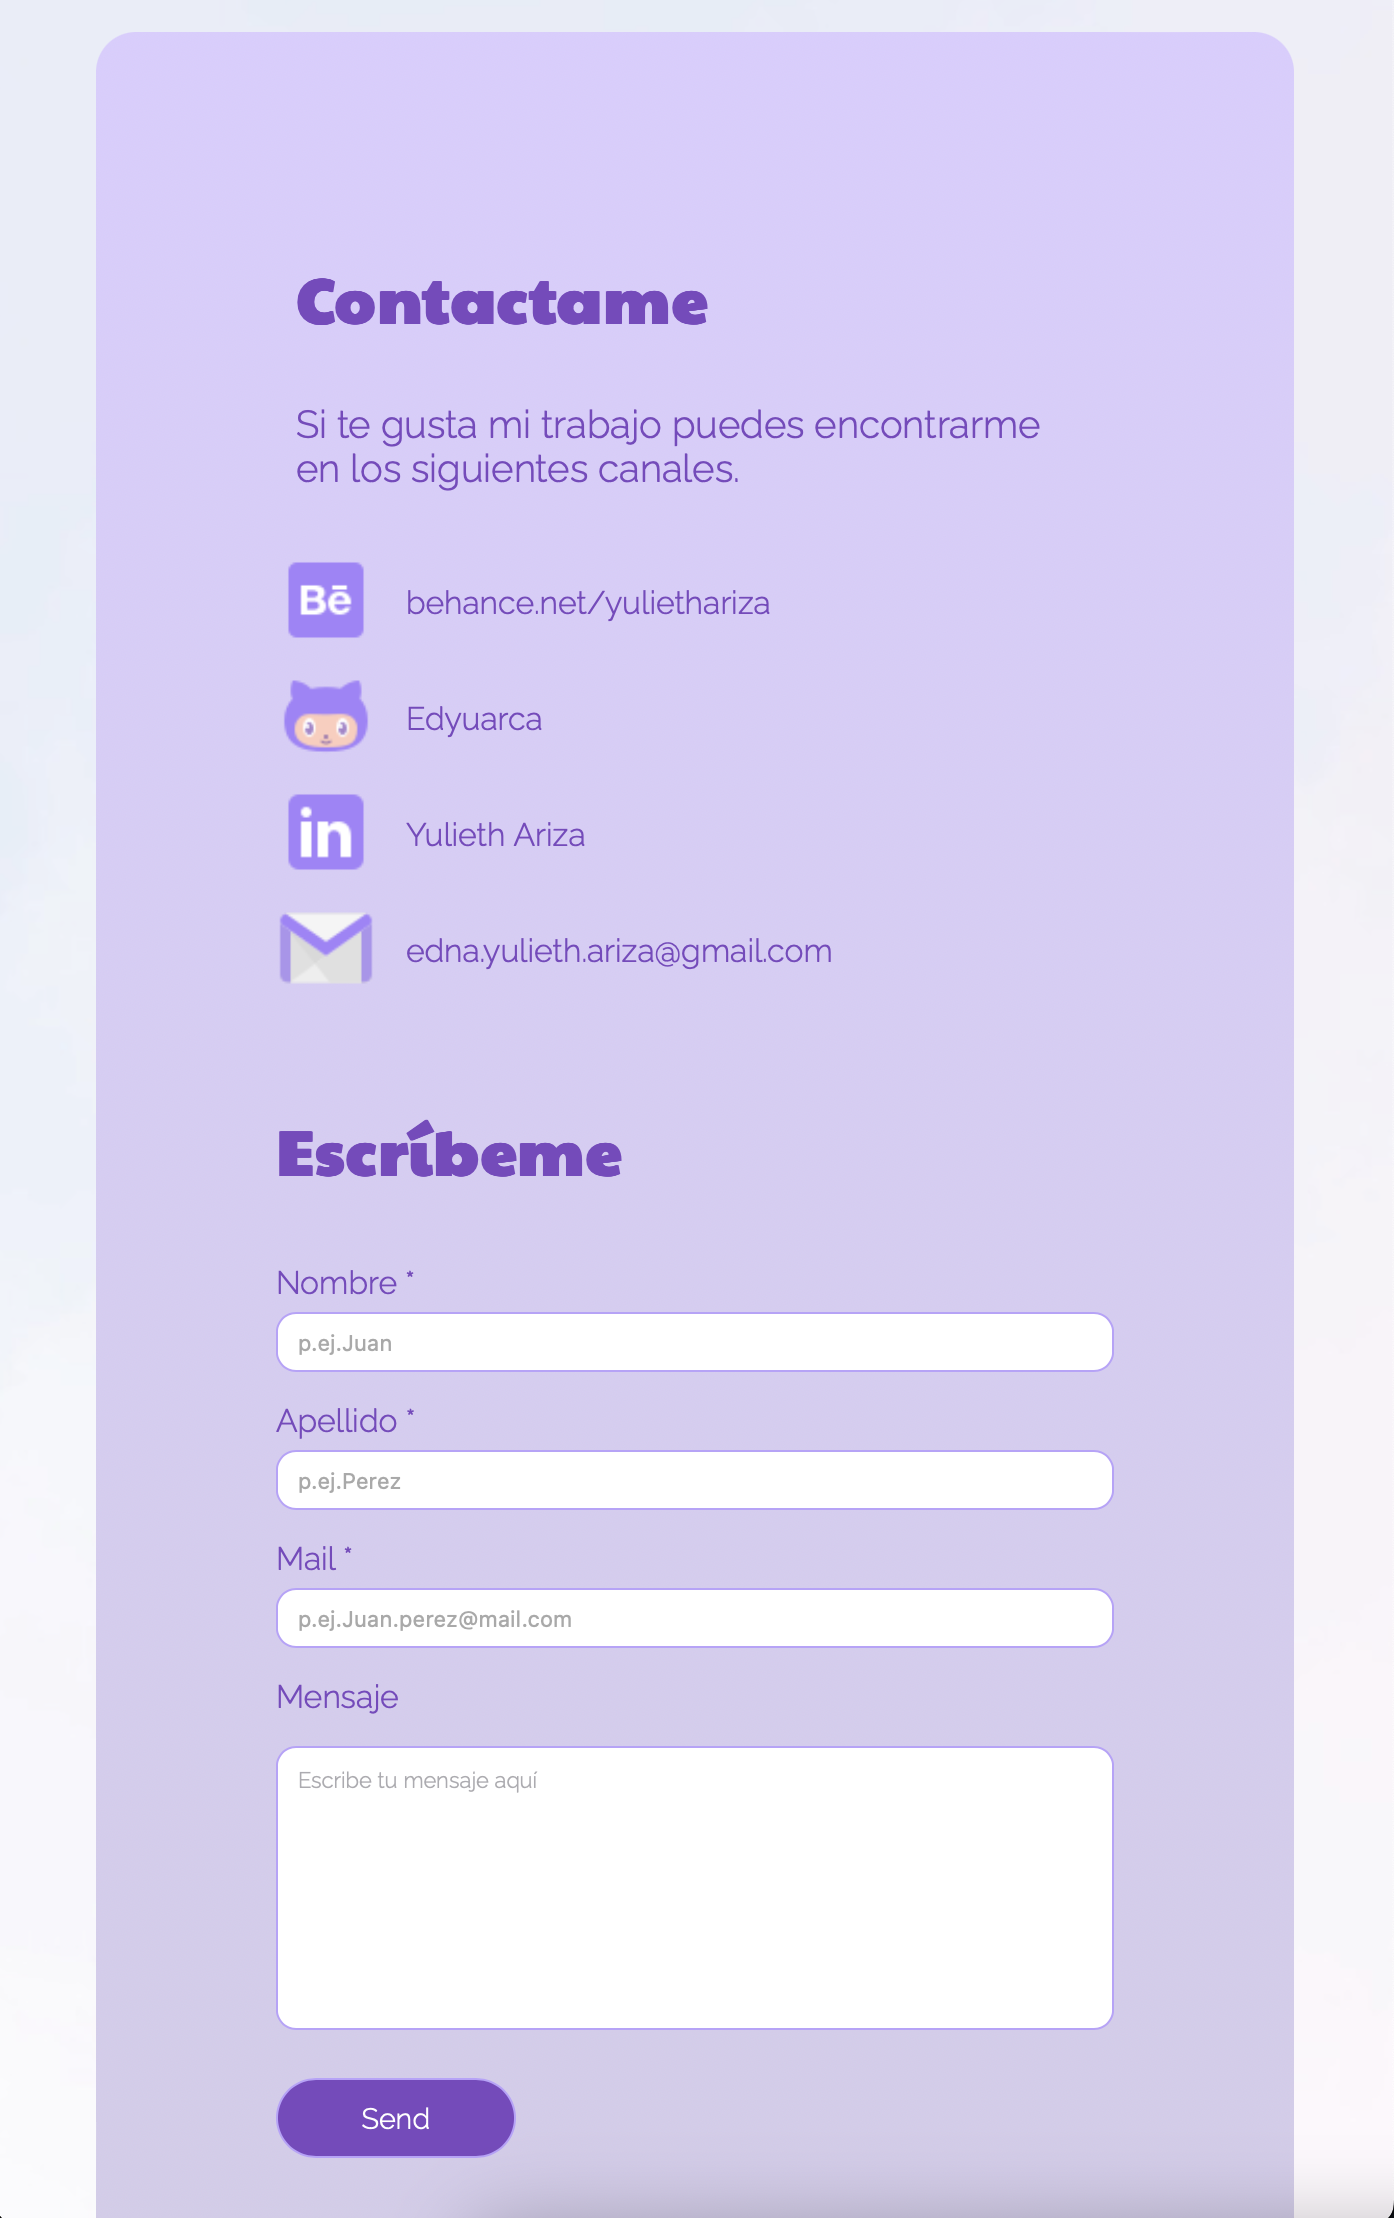 Contactame
Si te gusta mi trabajo puedes encontrarme
en los siguientes canales.
Bē
behance.net/yuliethariza
Edyuarca
in
Yulieth Ariza
edna.yulieth.ariza@gmail.com
Escríbeme
Nombre *
p.ej.Juan
Apellido *
p.ej.Perez
Mail *
p.ej.Juan.perez@mail.com
Mensaje
Escribe tu mensaje aquí
Send